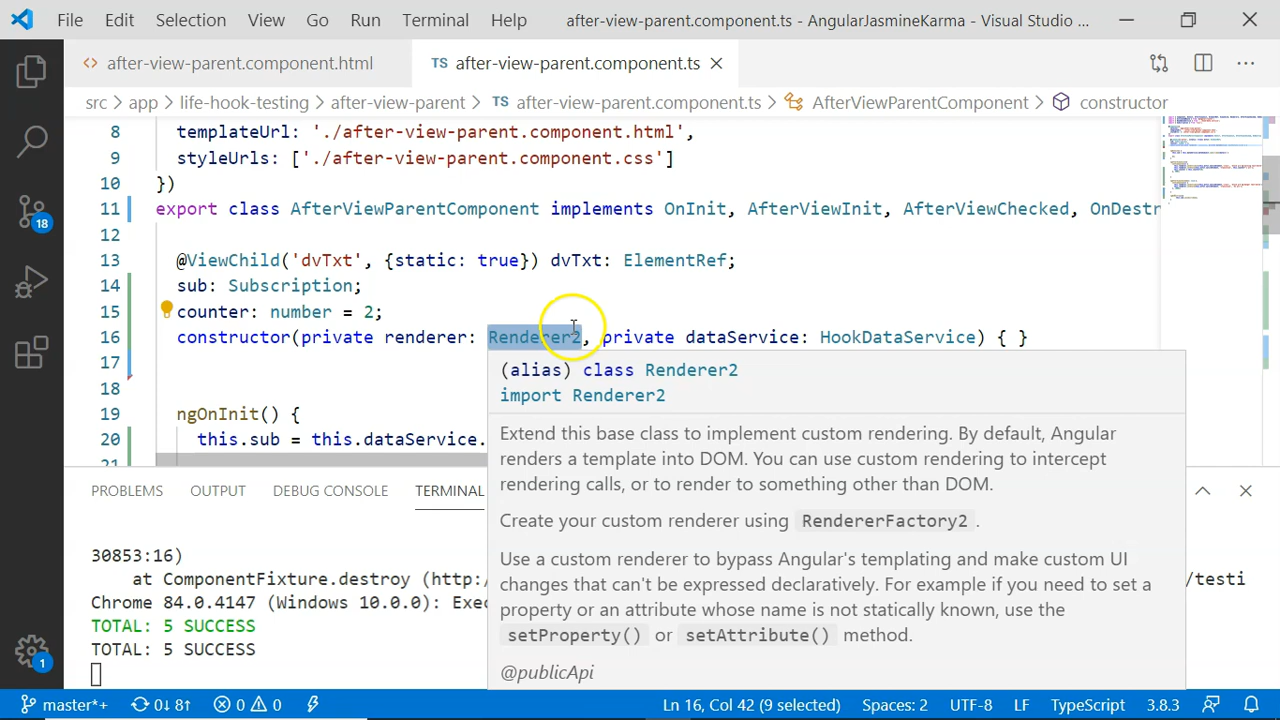 File Edit Selection View Go Run Terminal Help after-view-parent.component.ts - AngularJasmineKarma - Visual Studio ...
<> after-view-parent.component.html TS after-view-parent.component.ts
src > app > life-hook-testing > after-view-parent > TS after-view-parent.component.ts > AfterViewParentComponent > constructor
8 templateUrl: './after-view-parent.component.html',
9 styleUrls: ['./after-view-parent.component.css']
10 })
11 export class AfterViewParentComponent implements OnInit, AfterViewInit, AfterViewChecked, OnDestr
12
13 @ViewChild('dvTxt', {static: true}) dvTxt: ElementRef;
14 sub: Subscription;
15 counter: number = 2;
16 constructor(private renderer: Renderer2, private dataService: HookDataService) { }
17
18
19 ngOnInit() {
20 this.sub = this.dataService.
21
(alias) class Renderer2
import Renderer2
Extend this base class to implement custom rendering. By default, Angular
renders a template into DOM. You can use custom rendering to intercept
rendering calls, or to render to something other than DOM.
Create your custom renderer using RendererFactory2.
Use a custom renderer to bypass Angular's templating and make custom UI
changes that can't be expressed declaratively. For example if you need to set a
property or an attribute whose name is not statically known, use the
setProperty() or setAttribute() method.
@publicApi
PROBLEMS OUTPUT DEBUG CONSOLE TERMINAL
30853:16)
at ComponentFixture.destroy (http:/ /testi
Chrome 84.0.4147 (Windows 10.0.0): Exec
TOTAL: 5 SUCCESS
TOTAL: 5 SUCCESS
18
1
master*+ 0↓ 8↑ 0 0 Ln 16, Col 42 (9 selected) Spaces: 2 UTF-8 LF TypeScript 3.8.3